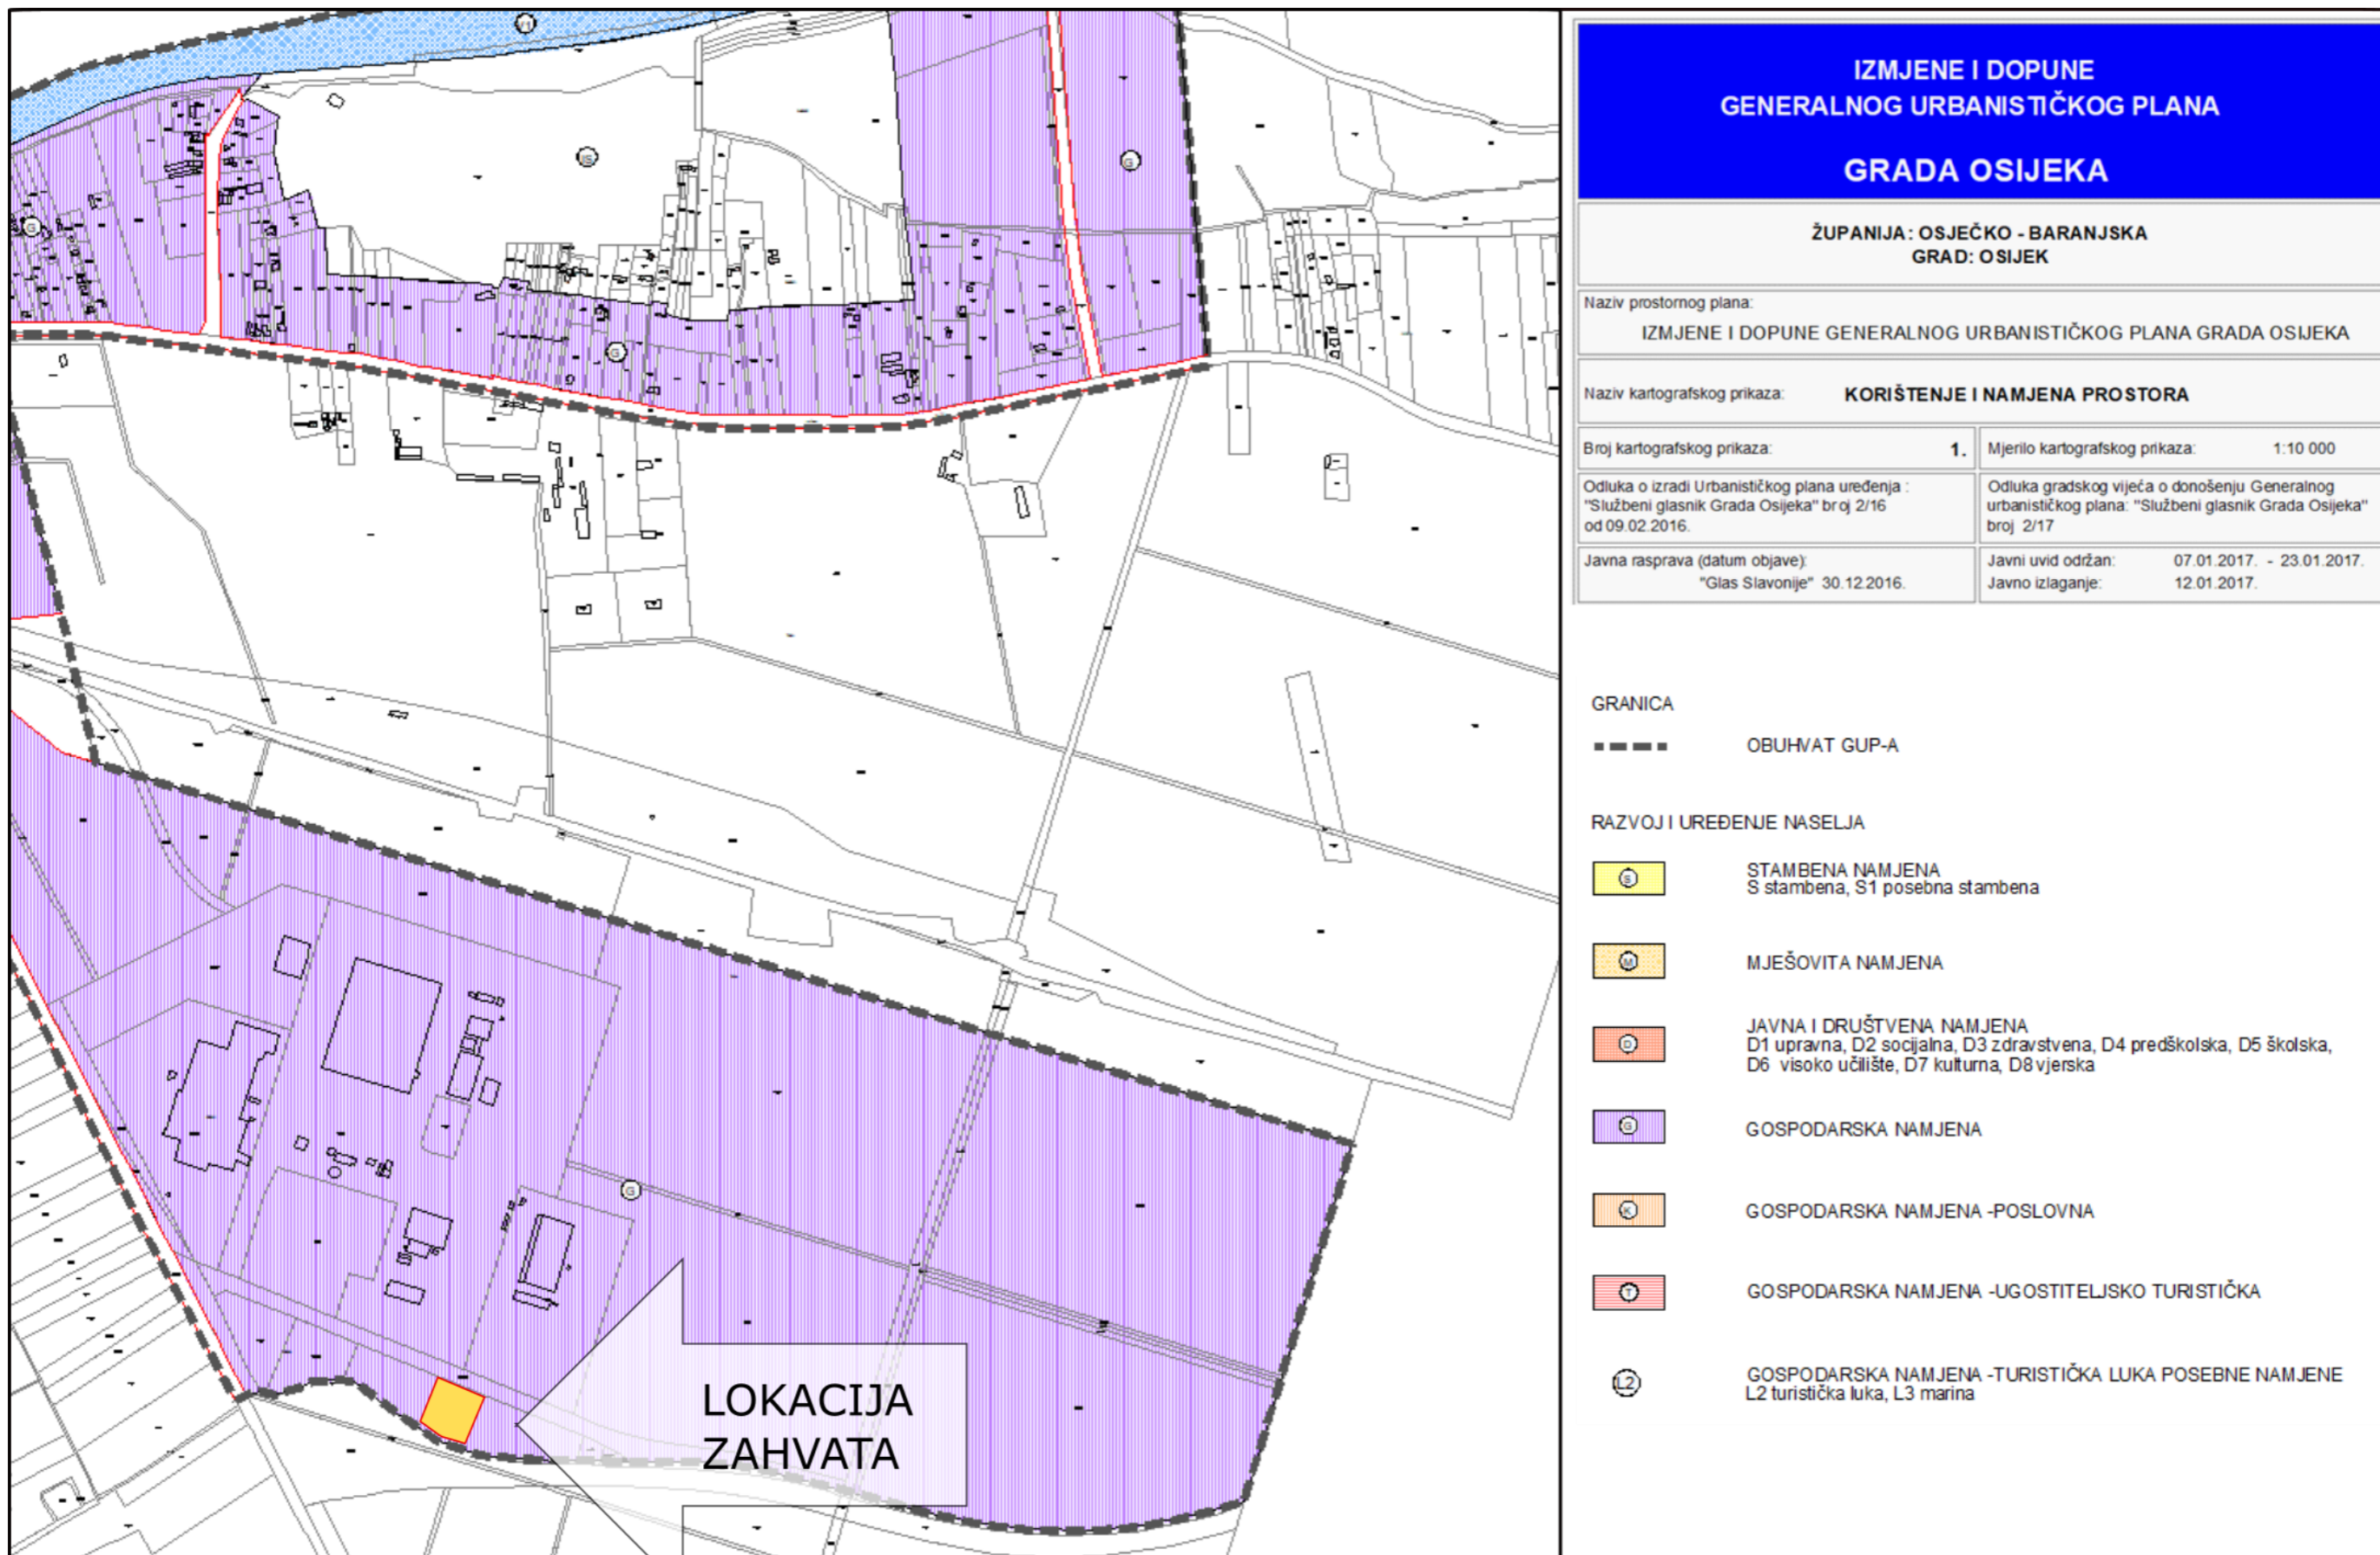 V1
IS
G
G
G
G
LOKACIJA
ZAHVATA
IZMJENE I DOPUNE
GENERALNOG URBANISTIČKOG PLANA
GRADA OSIJEKA
ŽUPANIJA: OSJEČKO - BARANJSKA
GRAD: OSIJEK
Naziv prostornog plana:
IZMJENE I DOPUNE GENERALNOG URBANISTIČKOG PLANA GRADA OSIJEKA
Naziv kartografskog prikaza: KORIŠTENJE I NAMJENA PROSTORA
Broj kartografskog prikaza: 1.
Mjerilo kartografskog prikaza: 1:10 000
Odluka o izradi Urbanističkog plana uređenja :
"Službeni glasnik Grada Osijeka" broj 2/16
od 09.02.2016.
Odluka gradskog vijeća o donošenju Generalnog
urbanističkog plana: "Službeni glasnik Grada Osijeka"
broj 2/17
Javna rasprava (datum objave):
"Glas Slavonije" 30.12.2016.
Javni uvid održan: 07.01.2017. - 23.01.2017.
Javno izlaganje: 12.01.2017.
GRANICA
OBUHVAT GUP-A
RAZVOJ I UREĐENJE NASELJA
S
STAMBENA NAMJENA
S stambena, S1 posebna stambena
M
MJEŠOVITA NAMJENA
D
JAVNA I DRUŠTVENA NAMJENA
D1 upravna, D2 socijalna, D3 zdravstvena, D4 predškolska, D5 školska,
D6 visoko učilište, D7 kulturna, D8 vjerska
G
GOSPODARSKA NAMJENA
K
GOSPODARSKA NAMJENA -POSLOVNA
T
GOSPODARSKA NAMJENA -UGOSTITELJSKO TURISTIČKA
L2
GOSPODARSKA NAMJENA -TURISTIČKA LUKA POSEBNE NAMJENE
L2 turistička luka, L3 marina